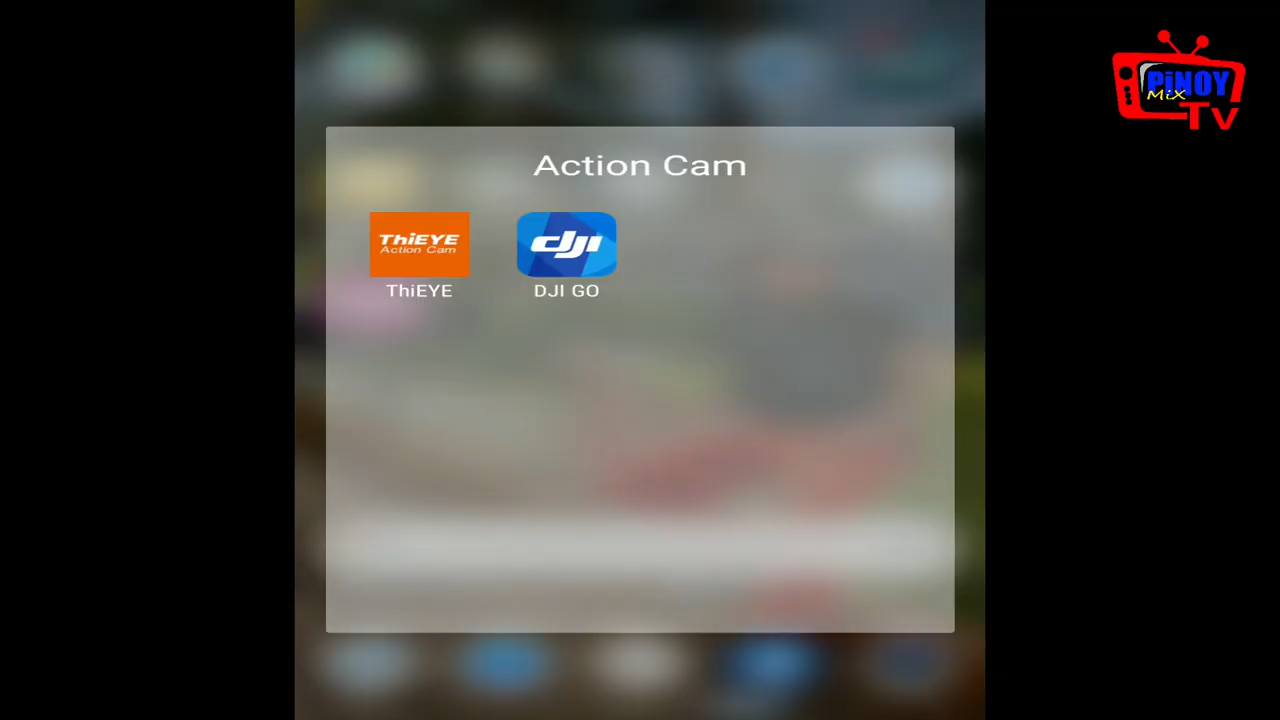 PiNOY
MiX
TV
Action Cam
ThiEYE
Action Cam
dji
ThiEYE
DJI GO